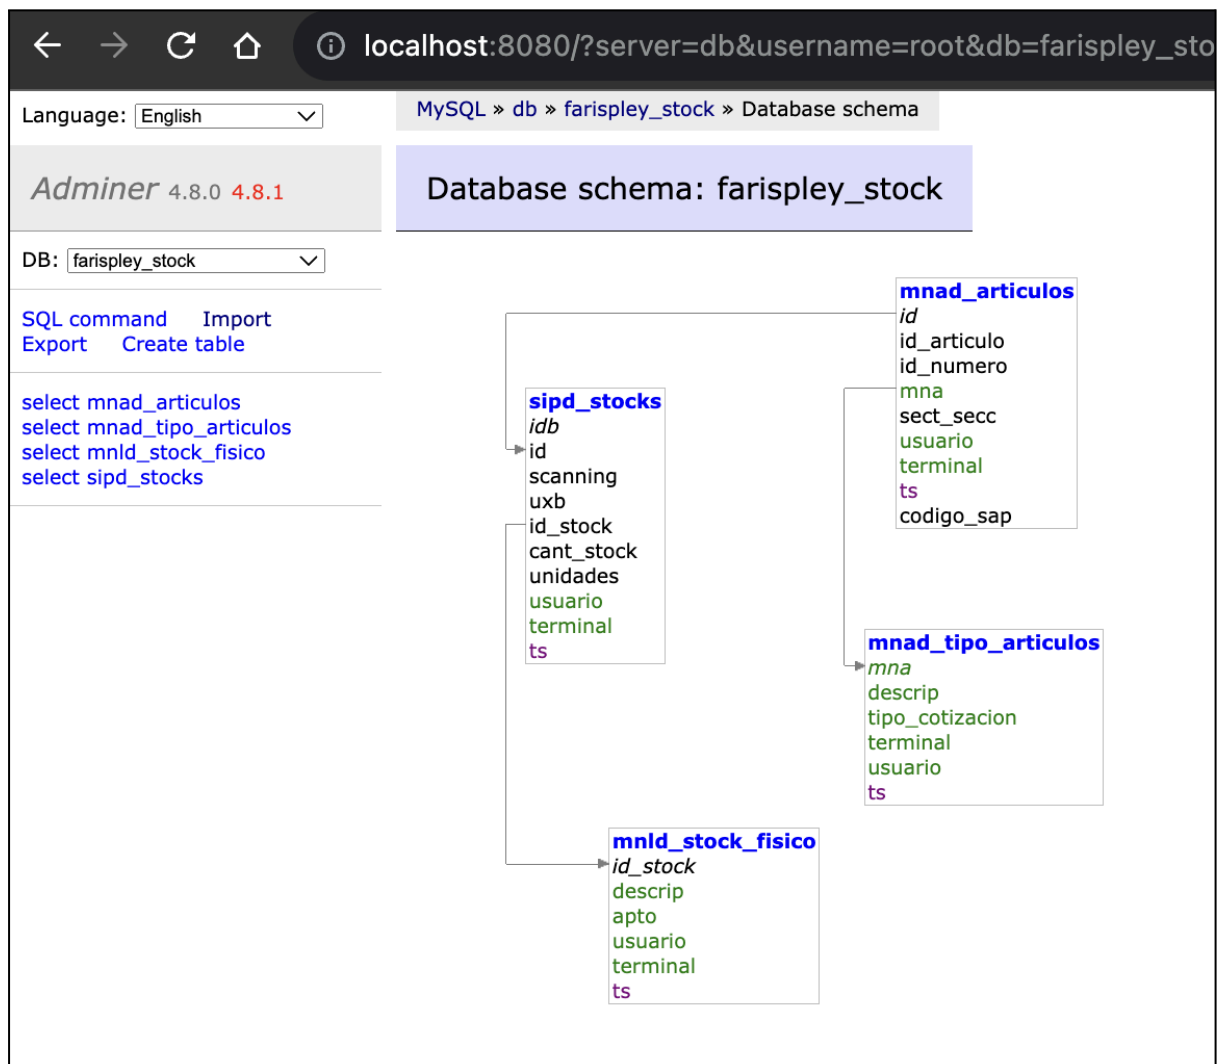 localhost:8080/?server=db&username=root&db=farispley_sto
Language: English
MySQL » db » farispley_stock » Database schema
Adminer 4.8.0 4.8.1
Database schema: farispley_stock
DB: farispley_stock
SQL command Import
Export Create table
select mnad_articulos
select mnad_tipo_articulos
select mnld_stock_fisico
select sipd_stocks
mnad_articulos
id
id_articulo
id_numero
mna
sect_secc
usuario
terminal
ts
codigo_sap
sipd_stocks
idb
id
scanning
uxb
id_stock
cant_stock
unidades
usuario
terminal
ts
mnad_tipo_articulos
mna
descrip
tipo_cotizacion
terminal
usuario
ts
mnld_stock_fisico
id_stock
descrip
apto
usuario
terminal
ts